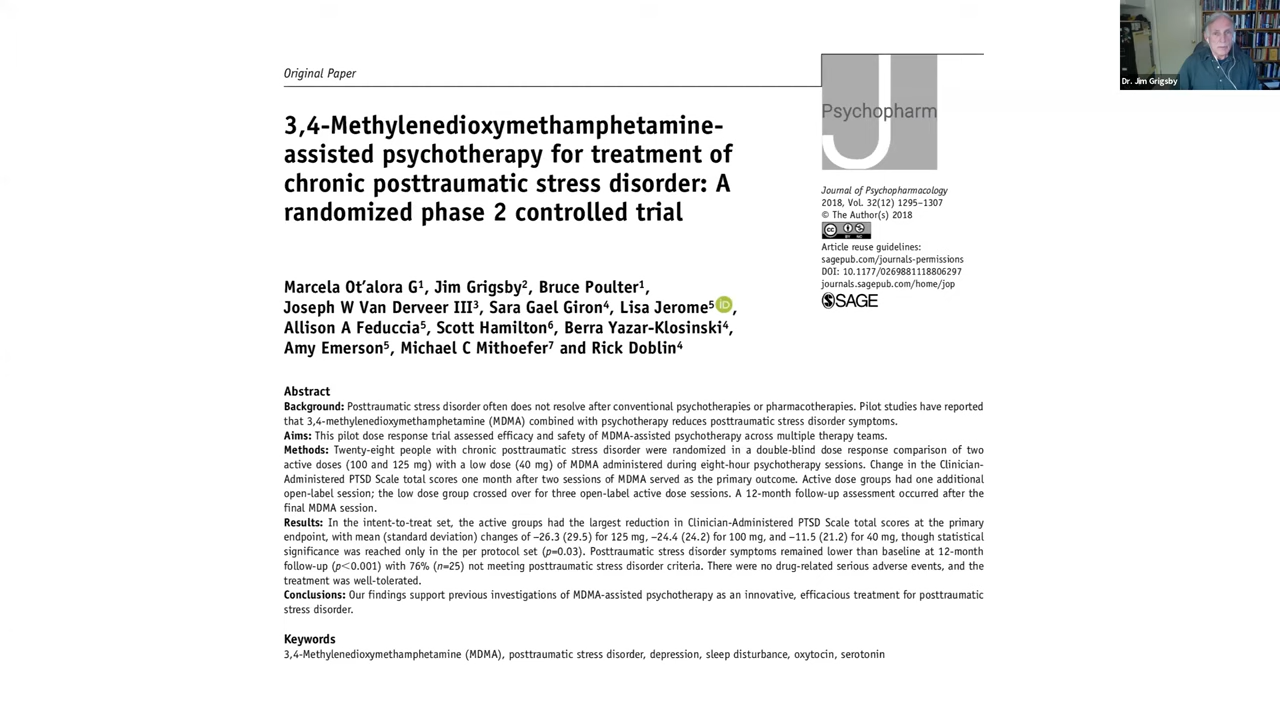 Original Paper
3,4-Methylenedioxymethamphetamine-
assisted psychotherapy for treatment of
chronic posttraumatic stress disorder: A
randomized phase 2 controlled trial
Psychopharm
J
Journal of Psychopharmacology
2018, Vol. 32(12) 1295–1307
© The Author(s) 2018
cc BY NC
Article reuse guidelines:
sagepub.com/journals-permissions
DOI: 10.1177/0269881118806297
journals.sagepub.com/home/jop
SAGE
Marcela Ot’alora G1, Jim Grigsby2, Bruce Poulter1,
Joseph W Van Derveer III3, Sara Gael Giron4, Lisa Jerome5 iD,
Allison A Feduccia5, Scott Hamilton6, Berra Yazar-Klosinski4,
Amy Emerson5, Michael C Mithoefer7 and Rick Doblin4
Abstract
Background: Posttraumatic stress disorder often does not resolve after conventional psychotherapies or pharmacotherapies. Pilot studies have reported
that 3,4-methylenedioxymethamphetamine (MDMA) combined with psychotherapy reduces posttraumatic stress disorder symptoms.
Aims: This pilot dose response trial assessed efficacy and safety of MDMA-assisted psychotherapy across multiple therapy teams.
Methods: Twenty-eight people with chronic posttraumatic stress disorder were randomized in a double-blind dose response comparison of two
active doses (100 and 125 mg) with a low dose (40 mg) of MDMA administered during eight-hour psychotherapy sessions. Change in the Clinician-
Administered PTSD Scale total scores one month after two sessions of MDMA served as the primary outcome. Active dose groups had one additional
open-label session; the low dose group crossed over for three open-label active dose sessions. A 12-month follow-up assessment occurred after the
final MDMA session.
Results: In the intent-to-treat set, the active groups had the largest reduction in Clinician-Administered PTSD Scale total scores at the primary
endpoint, with mean (standard deviation) changes of –26.3 (29.5) for 125 mg, –24.4 (24.2) for 100 mg, and –11.5 (21.2) for 40 mg, though statistical
significance was reached only in the per protocol set (p=0.03). Posttraumatic stress disorder symptoms remained lower than baseline at 12-month
follow-up (p<0.001) with 76% (n=25) not meeting posttraumatic stress disorder criteria. There were no drug-related serious adverse events, and the
treatment was well-tolerated.
Conclusions: Our findings support previous investigations of MDMA-assisted psychotherapy as an innovative, efficacious treatment for posttraumatic
stress disorder.
Keywords
3,4-Methylenedioxymethamphetamine (MDMA), posttraumatic stress disorder, depression, sleep disturbance, oxytocin, serotonin
Dr. Jim Grigsby